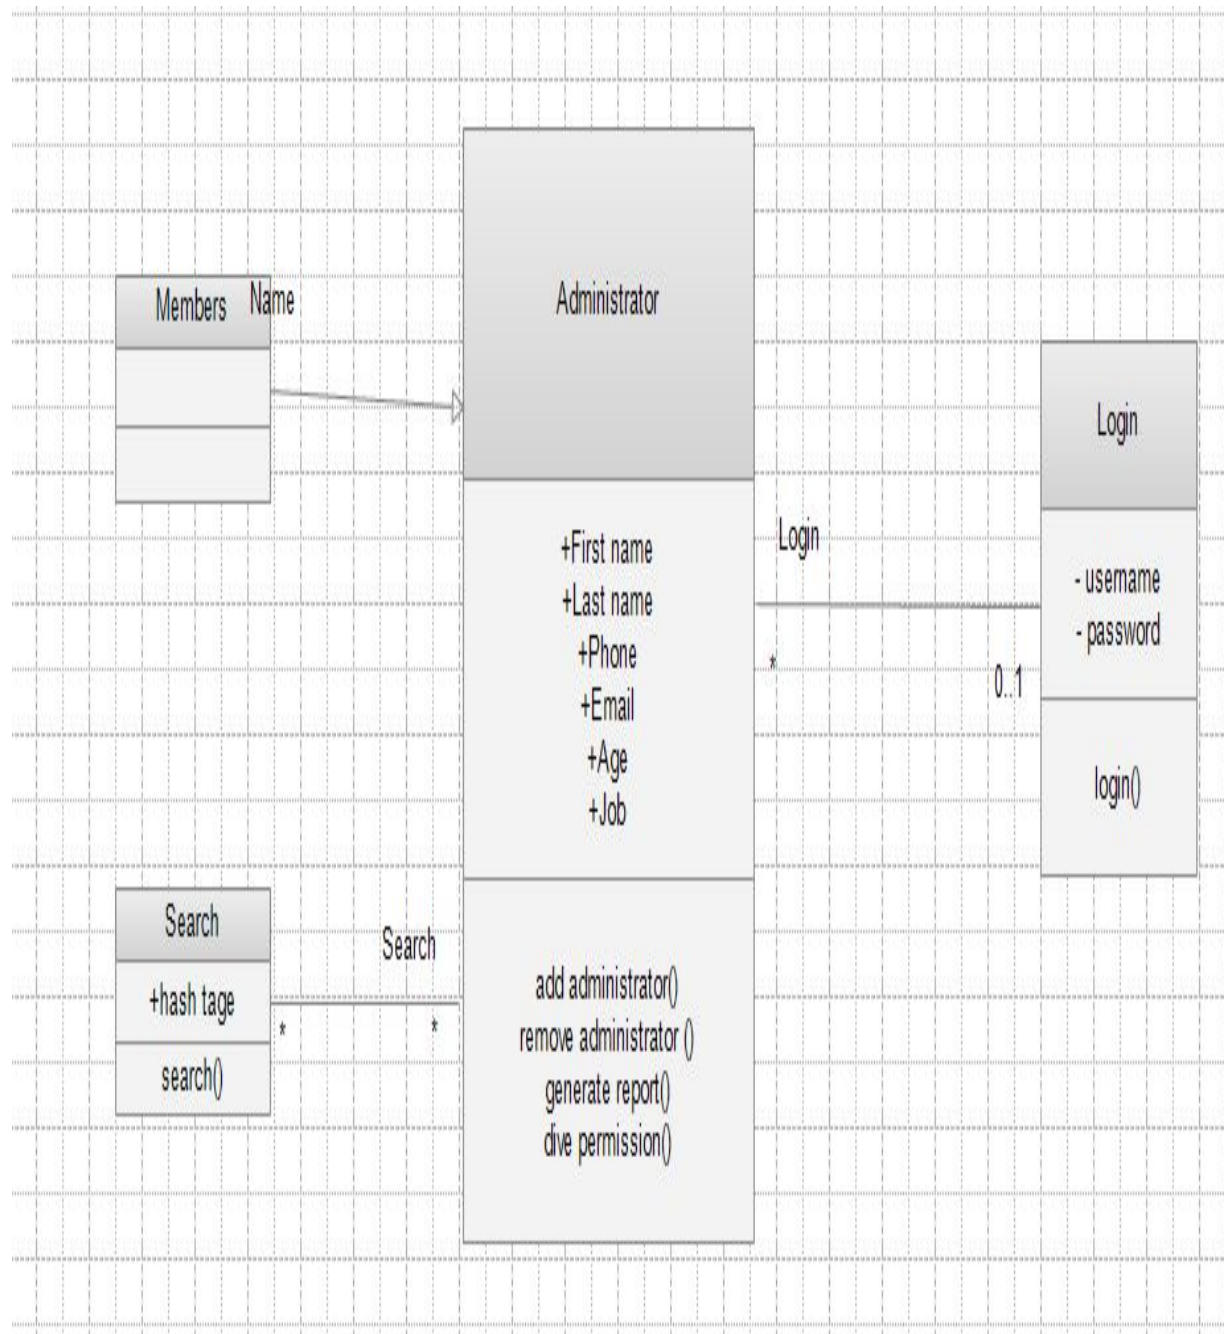 Members
Name
Administrator
+First name
+Last name
+Phone
+Email
+Age
+Job
add administrator()
remove administrator ()
generate report()
dive permission()
Login
*
0..1
Login
- username
- password
login()
Search
+hash tage
search()
Search
*
*